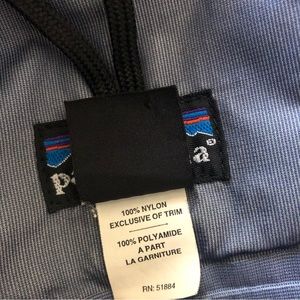 p a
100% NYLON
EXCLUSIVE OF TRIM
100% POLYAMIDE
A PART
LA GARNITURE
RN: 51884